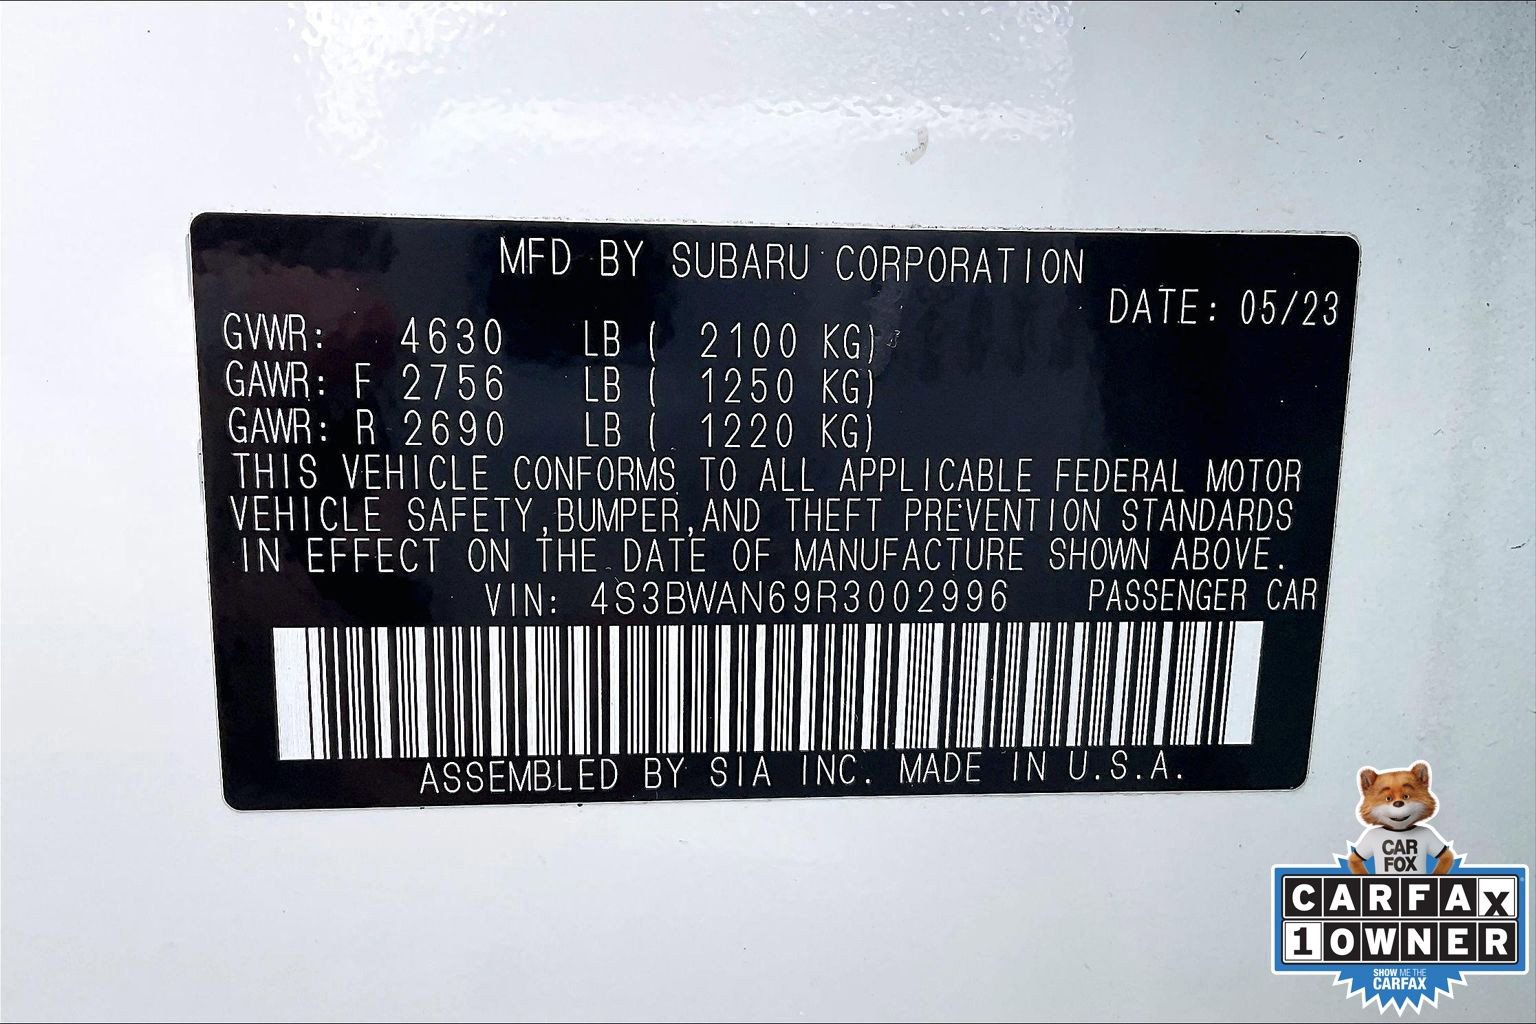 MFD BY SUBARU CORPORATION
DATE: 05/23
GVWR: 4630 LB ( 2100 KG)
GAWR: F 2756 LB ( 1250 KG)
GAWR: R 2690 LB ( 1220 KG)
THIS VEHICLE CONFORMS TO ALL APPLICABLE FEDERAL MOTOR
VEHICLE SAFETY,BUMPER,AND THEFT PREVENTION STANDARDS
IN EFFECT ON THE DATE OF MANUFACTURE SHOWN ABOVE.
VIN: 4S3BWAN69R3002996 PASSENGER CAR
ASSEMBLED BY SIA INC. MADE IN U.S.A.
CAR
FOX
CARFAX
1 OWNER
SHOW ME THE
CARFAX